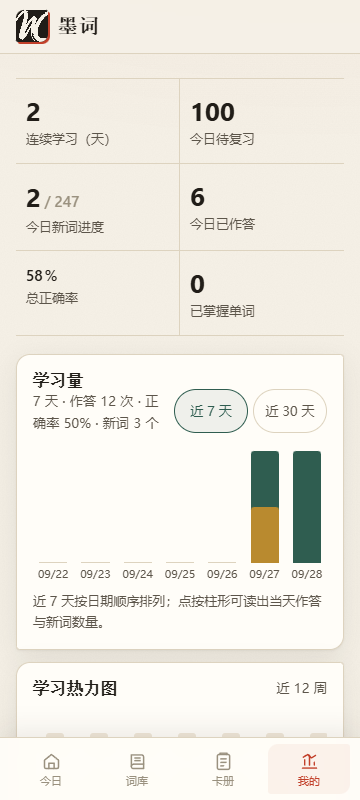 墨词
2
连续学习（天）
100
今日待复习
2 / 247
今日新词进度
6
今日已作答
58%
总正确率
0
已掌握单词
学习量
7 天 · 作答 12 次 · 正
确率 50% · 新词 3 个
近 7 天
近 30 天
09/22 09/23 09/24 09/25 09/26 09/27 09/28
近 7 天按日期顺序排列；点按柱形可读出当天作答
与新词数量。
学习热力图
近 12 周
今日
词库
卡册
我的